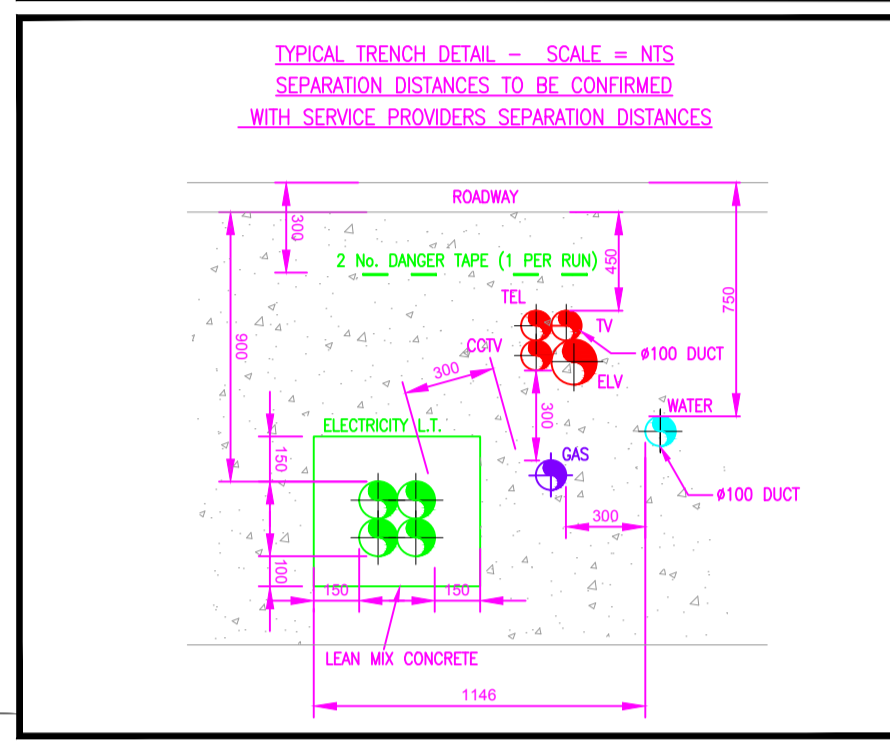 TYPICAL TRENCH DETAIL - SCALE = NTS
SEPARATION DISTANCES TO BE CONFIRMED
WITH SERVICE PROVIDERS SEPARATION DISTANCES
ROADWAY
300
2 No. DANGER TAPE (1 PER RUN)
450
750
900
TEL
TV
CCTV
Ø100 DUCT
300
ELV
WATER
300
ELECTRICITY L.T.
GAS
150
Ø100 DUCT
300
100
150
150
LEAN MIX CONCRETE
1146